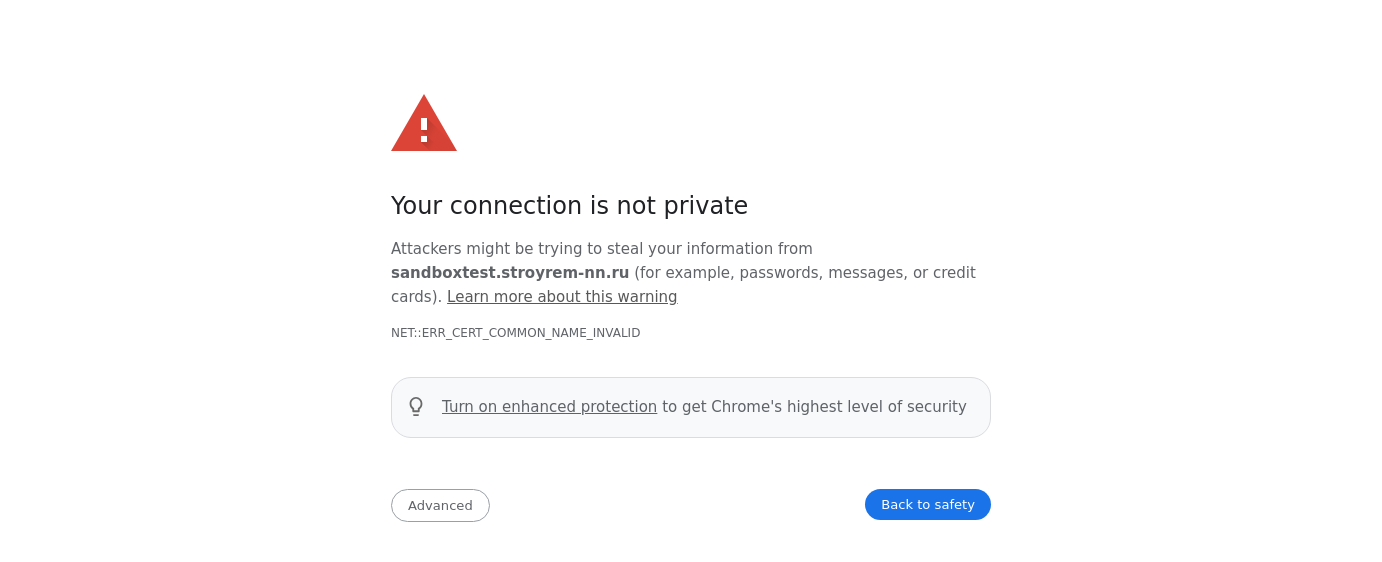 Your connection is not private
Attackers might be trying to steal your information from
sandboxtest.stroyrem-nn.ru (for example, passwords, messages, or credit
cards). Learn more about this warning
NET::ERR_CERT_COMMON_NAME_INVALID
Turn on enhanced protection to get Chrome's highest level of security
Advanced
Back to safety